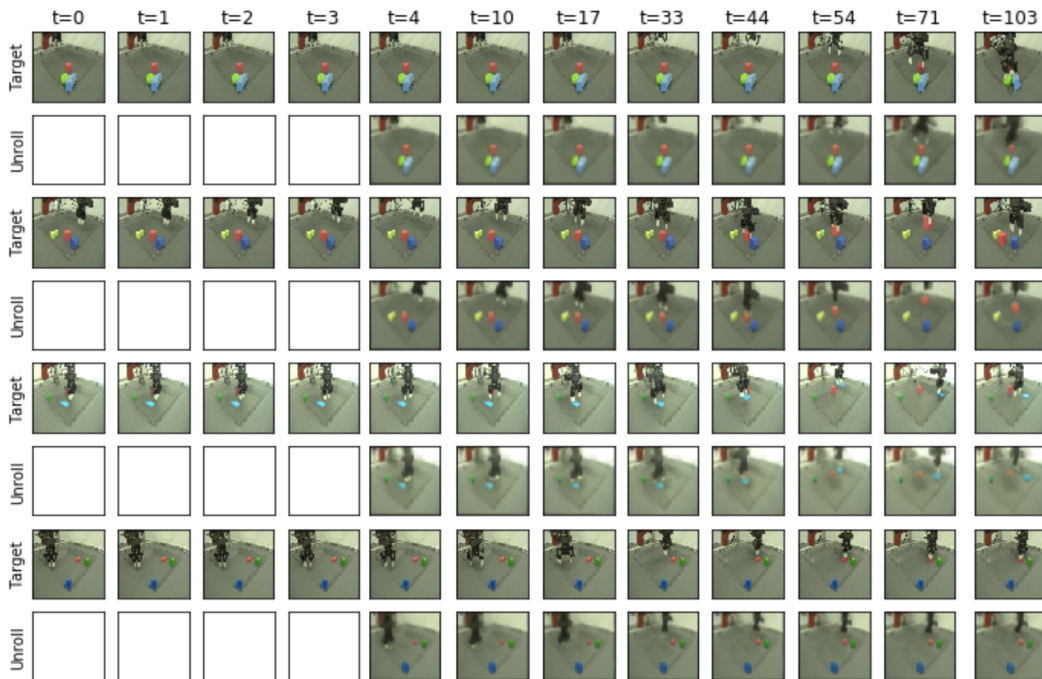 t=0 t=1 t=2 t=3 t=4 t=10 t=17 t=33 t=44 t=54 t=71 t=103
Target
Unroll
Target
Unroll
Target
Unroll
Target
Unroll